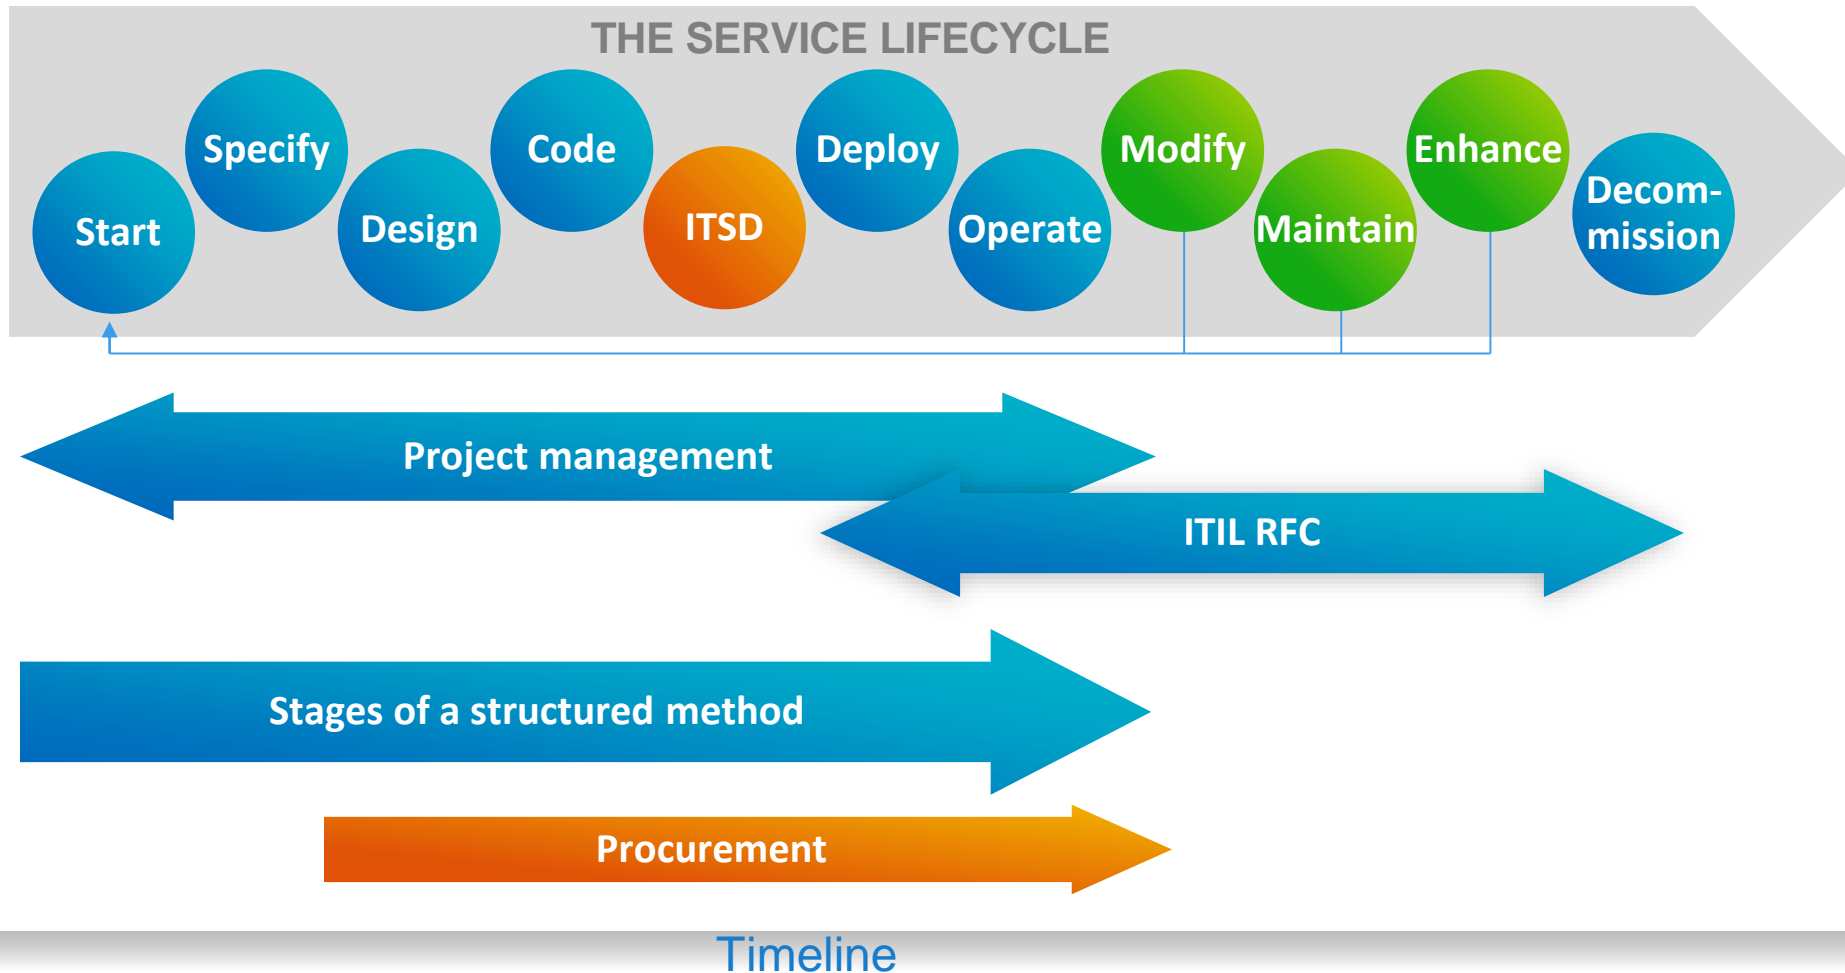 THE SERVICE LIFECYCLE
Start
Specify
Design
Code
ITSD
Deploy
Operate
Modify
Maintain
Enhance
Decom-
mission
Project management
ITIL RFC
Stages of a structured method
Procurement
Timeline